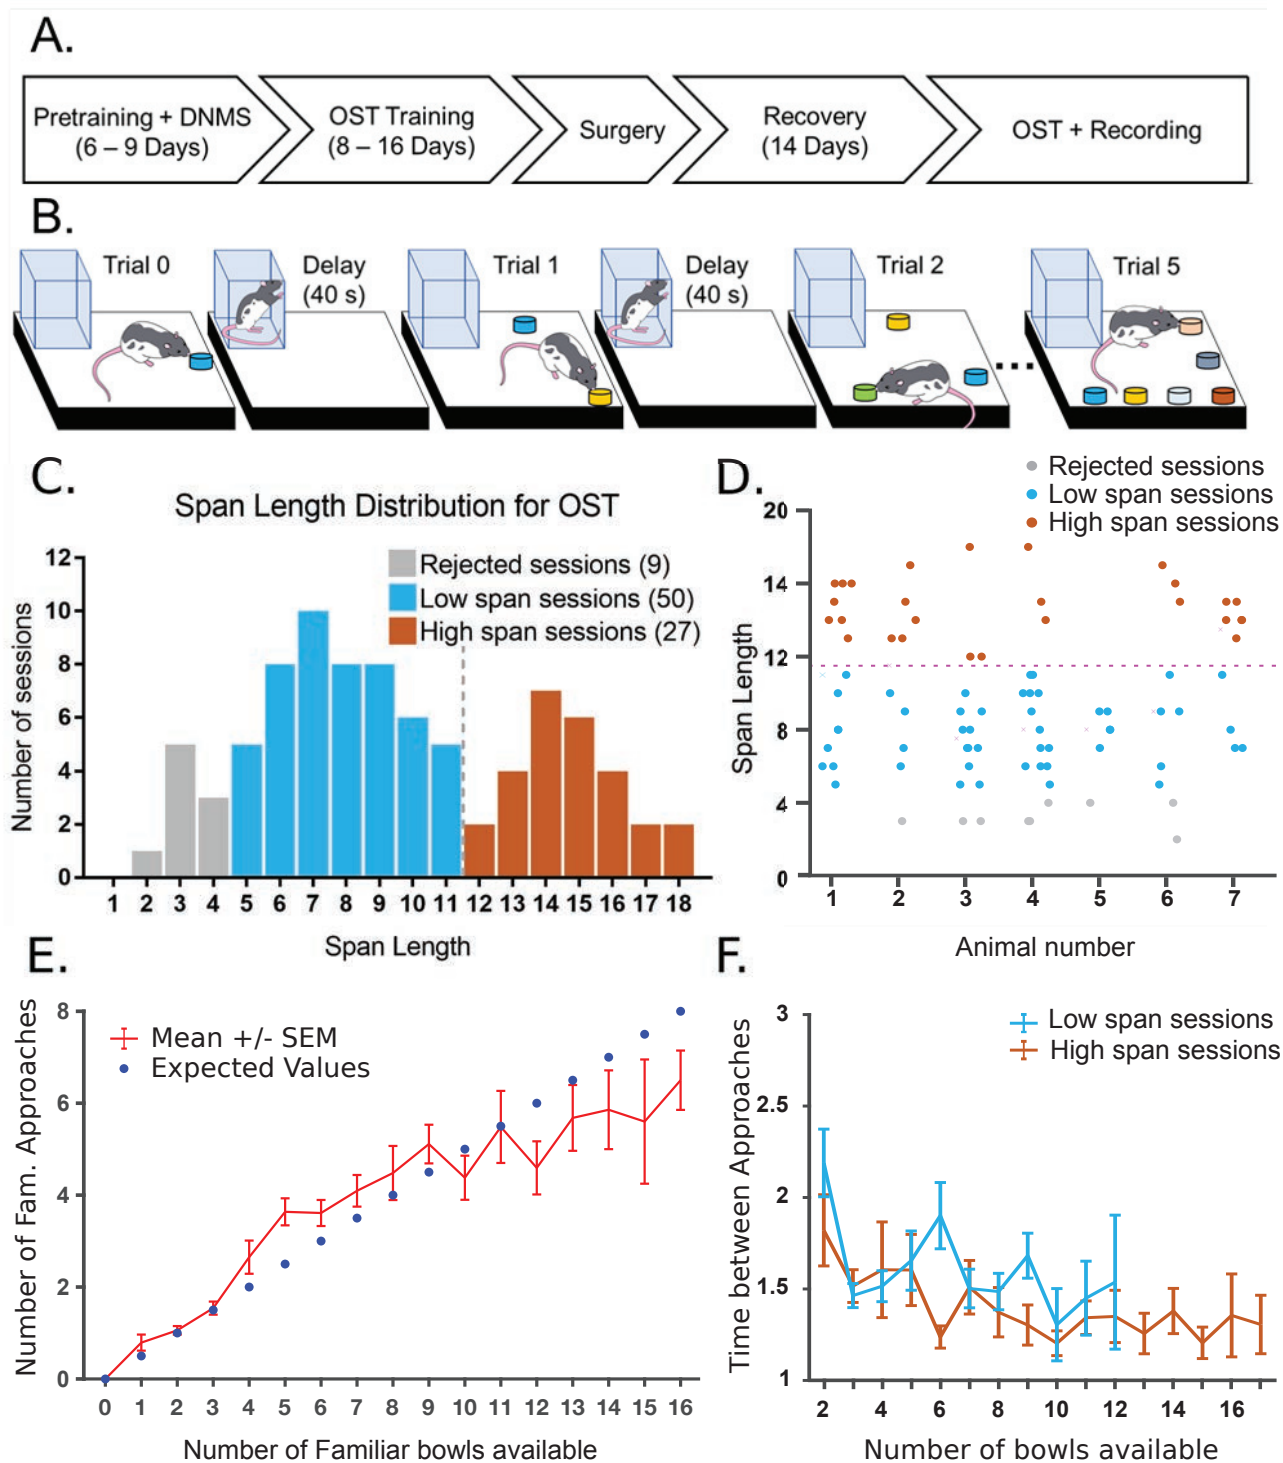 A.
Pretraining + DNMS
(6 – 9 Days)
OST Training
(8 – 16 Days)
Surgery
Recovery
(14 Days)
OST + Recording
B.
Trial 0
Delay
(40 s)
Trial 1
Delay
(40 s)
Trial 2
...
Trial 5
C.
Span Length Distribution for OST
Rejected sessions (9)
Low span sessions (50)
High span sessions (27)
Number of sessions
12
10
8
6
4
2
0
1 2 3 4 5 6 7 8 9 10 11 12 13 14 15 16 17 18
Span Length
D.
Rejected sessions
Low span sessions
High span sessions
Span Length
20
14
12
8
4
0
1 2 3 4 5 6 7
Animal number
E.
Mean +/- SEM
Expected Values
Number of Fam. Approaches
8
6
4
2
0
0 1 2 3 4 5 6 7 8 9 10 11 12 13 14 15 16
Number of Familiar bowls available
F.
Low span sessions
High span sessions
Time between Approaches
3
2.5
2
1.5
1
2 4 6 8 10 12 14 16
Number of bowls available